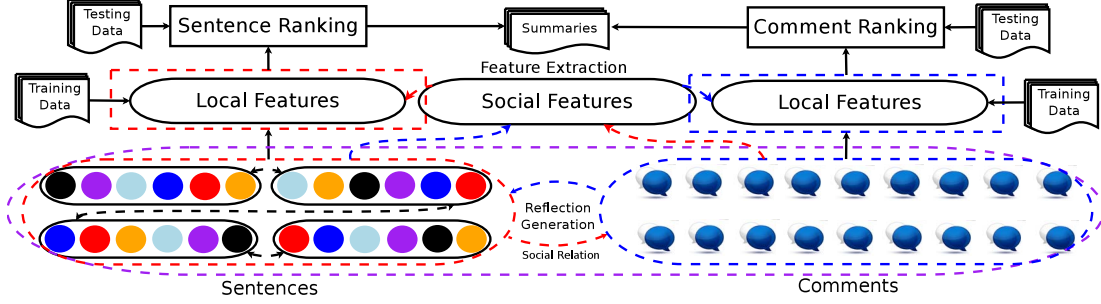 Testing
Data
Sentence Ranking
Summaries
Comment Ranking
Testing
Data
Feature Extraction
Training
Data
Local Features
Social Features
Local Features
Training
Data
Reflection
Generation
Social Relation
Sentences
Comments